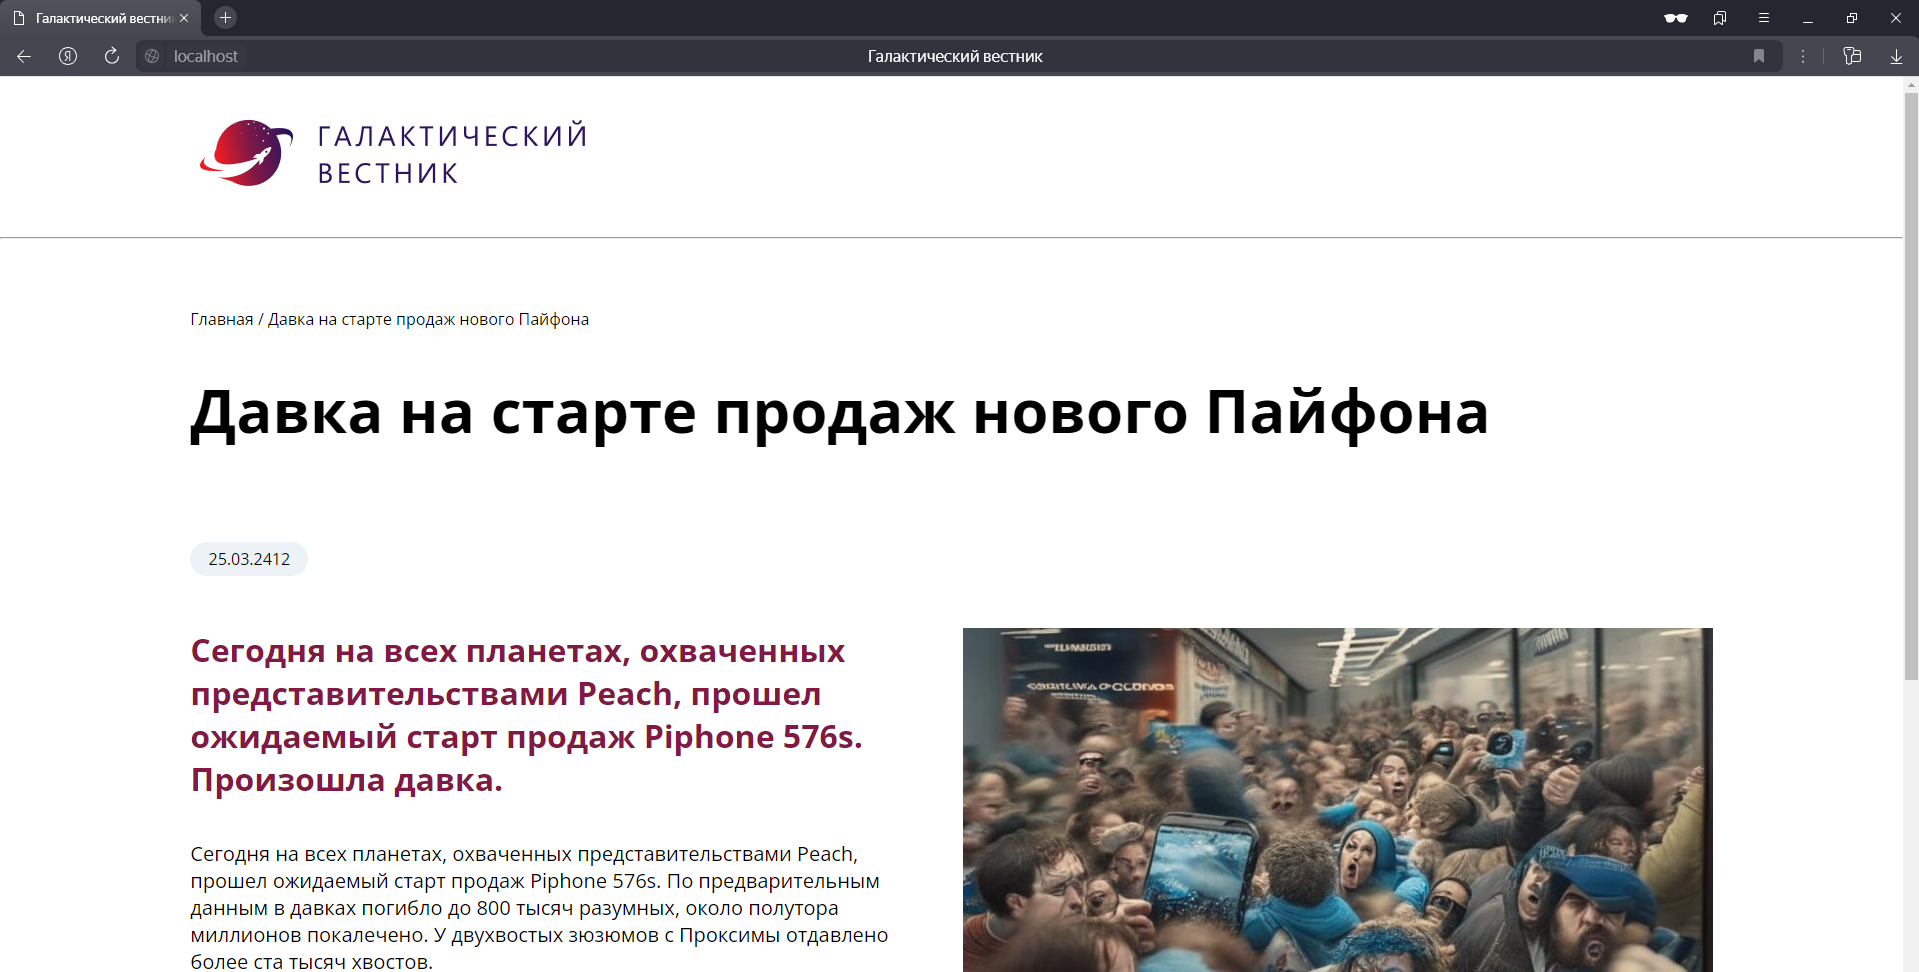 Галактический вестни
localhost
Галактический вестник
ГАЛАКТИЧЕСКИЙ
ВЕСТНИК
Главная / Давка на старте продаж нового Пайфона
Давка на старте продаж нового Пайфона
25.03.2412
Сегодня на всех планетах, охваченных
представительствами Peach, прошел
ожидаемый старт продаж Piphone 576s.
Произошла давка.
Сегодня на всех планетах, охваченных представительствами Peach,
прошел ожидаемый старт продаж Piphone 576s. По предварительным
данным в давках погибло до 800 тысяч разумных, около полутора
миллионов покалечено. У двухвостых зюзюмов с Проксимы отдавлено
более ста тысяч хвостов.